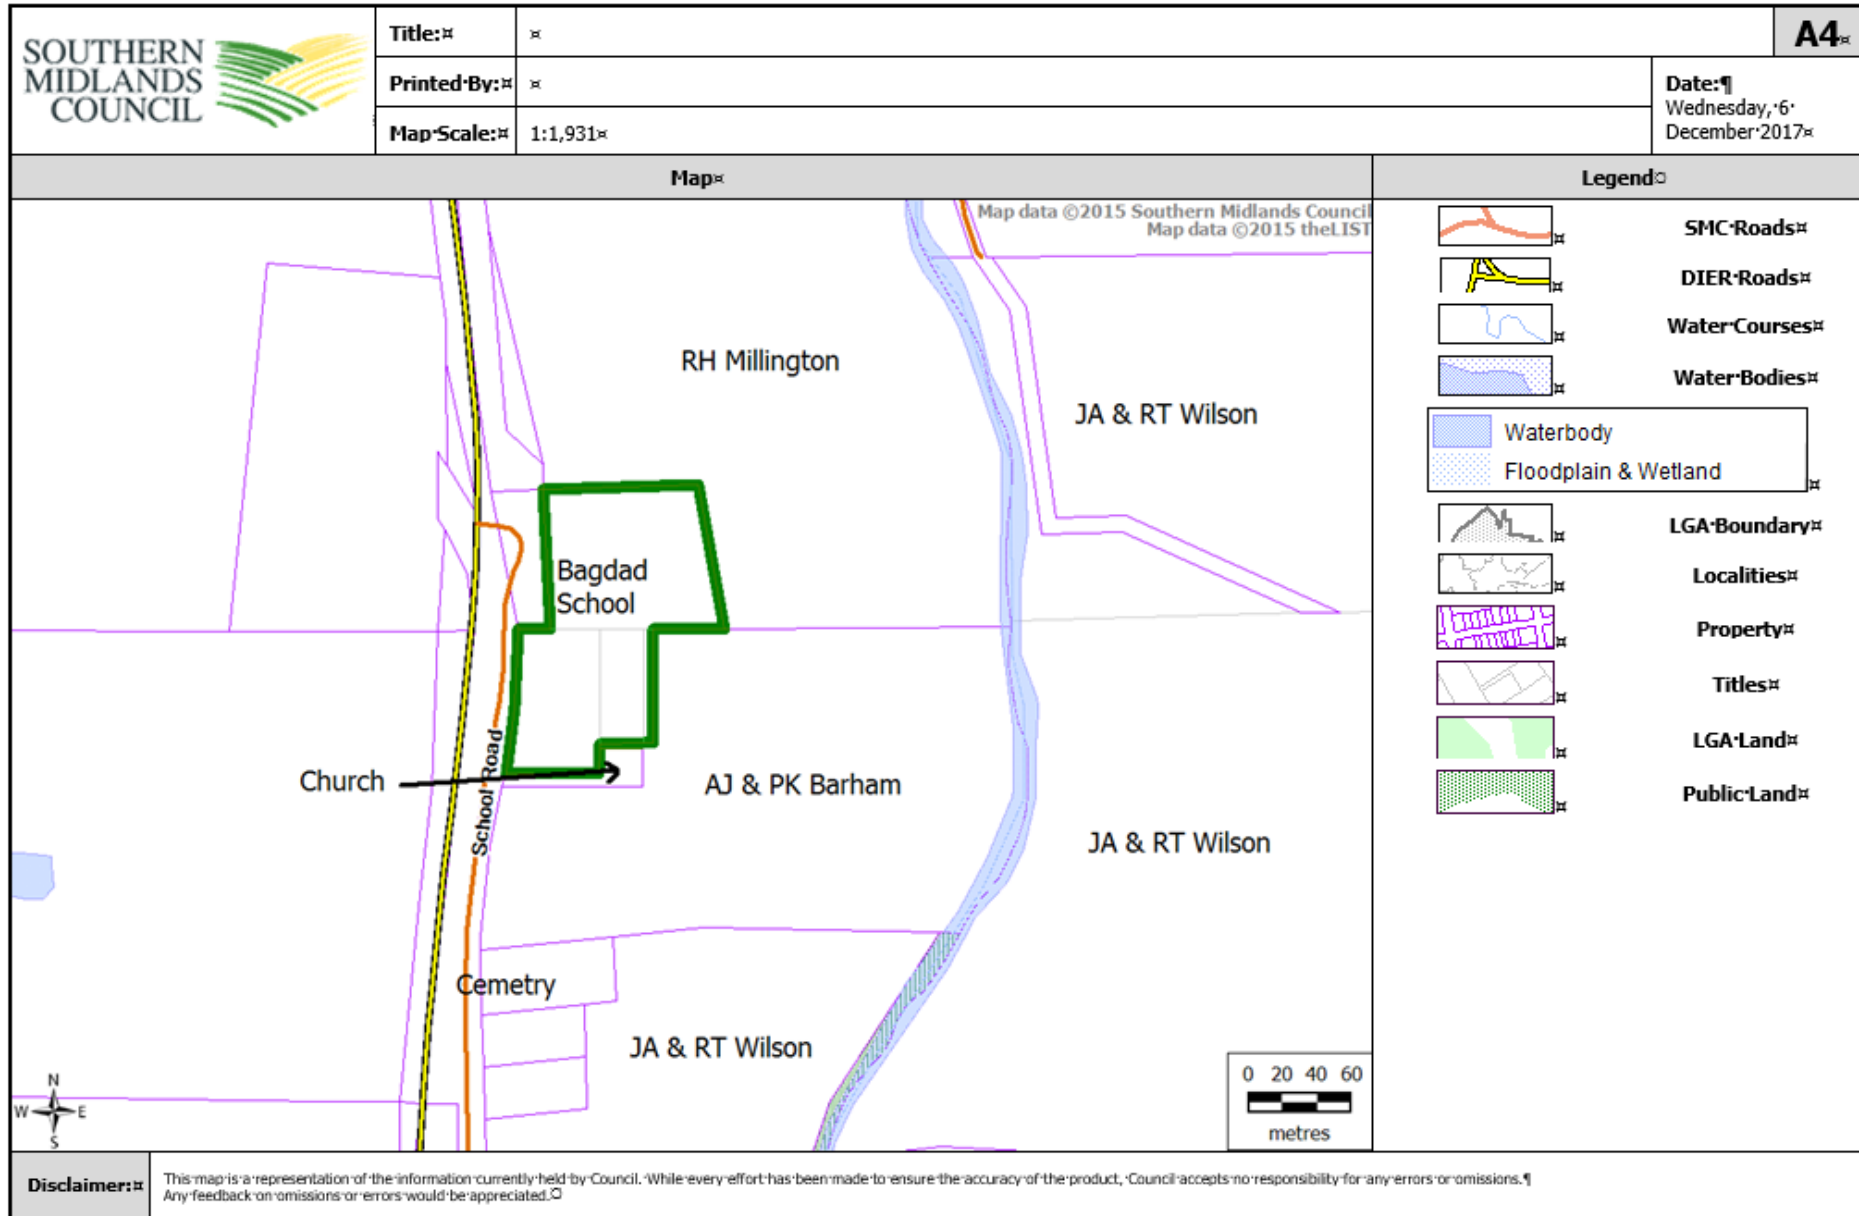 SOUTHERN
MIDLANDS
COUNCIL
Title:¤ ¤
A4¤
Printed·By:¤ ¤
Map·Scale:¤ 1:1,931¤
Date:¶
Wednesday,·6·
December·2017¤
Map¤
Legend¤
Map data ©2015 Southern Midlands Council
Map data ©2015 theLIST
RH Millington
JA & RT Wilson
Bagdad
School
Church
School Road
AJ & PK Barham
JA & RT Wilson
Cemetry
JA & RT Wilson
N
W E
S
0 20 40 60
metres
¤ SMC·Roads¤
¤ DIER·Roads¤
¤ Water·Courses¤
¤ Water·Bodies¤
Waterbody
Floodplain & Wetland
¤
¤ LGA·Boundary¤
¤ Localities¤
¤ Property¤
¤ Titles¤
¤ LGA·Land¤
¤ Public·Land¤
Disclaimer:¤
This·map·is·a·representation·of·the·information·currently·held·by·Council.·While·every·effort·has·been·made·to·ensure·the·accuracy·of·the·product,·Council·accepts·no·responsibility·for·any·errors·or·omissions.¶
Any·feedback·on·omissions·or·errors·would·be·appreciated.¤